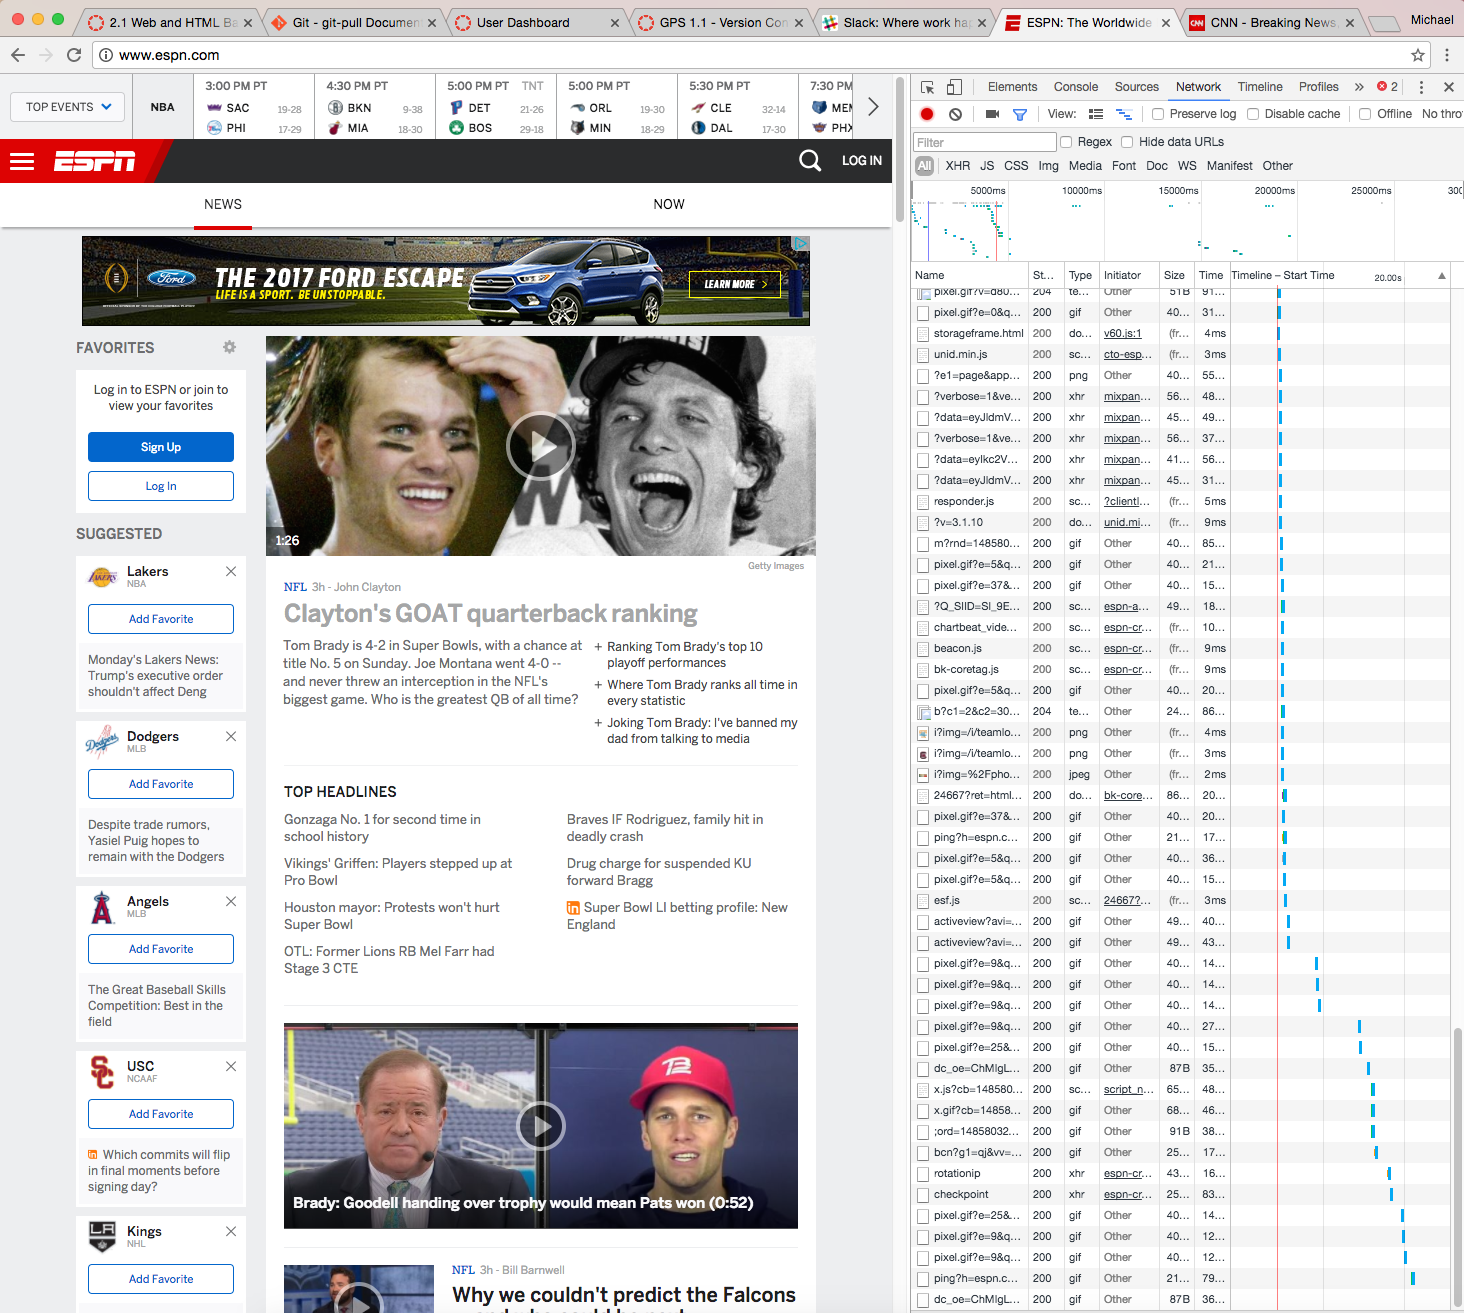 2.1 Web and HTML Ba
Git - git-pull Document
User Dashboard
GPS 1.1 - Version Con
Slack: Where work hap
ESPN: The Worldwide
CNN - Breaking News,
Michael
www.espn.com
TOP EVENTS
NBA
3:00 PM PT
SAC 19-28
PHI 17-29
4:30 PM PT
BKN 9-38
MIA 18-30
5:00 PM PT TNT
DET 21-26
BOS 29-18
5:00 PM PT
ORL 19-30
MIN 18-29
5:30 PM PT
CLE 32-14
DAL 17-30
7:30 PM
MEM
PHX
ESPN
LOG IN
NEWS
NOW
Ford
THE 2017 FORD ESCAPE
LIFE IS A SPORT. BE UNSTOPPABLE.
LEARN MORE >
FAVORITES
Log in to ESPN or join to
view your favorites
Sign Up
Log In
SUGGESTED
Lakers
NBA
Add Favorite
Monday's Lakers News:
Trump's executive order
shouldn't affect Deng
Dodgers
MLB
Add Favorite
Despite trade rumors,
Yasiel Puig hopes to
remain with the Dodgers
Angels
MLB
Add Favorite
The Great Baseball Skills
Competition: Best in the
field
USC
NCAAF
Add Favorite
in Which commits will flip
in final moments before
signing day?
Kings
NHL
Add Favorite
1:26
Getty Images
NFL 3h - John Clayton
Clayton's GOAT quarterback ranking
Tom Brady is 4-2 in Super Bowls, with a chance at
title No. 5 on Sunday. Joe Montana went 4-0 --
and never threw an interception in the NFL's
biggest game. Who is the greatest QB of all time?
+ Ranking Tom Brady's top 10
playoff performances
+ Where Tom Brady ranks all time in
every statistic
+ Joking Tom Brady: I've banned my
dad from talking to media
TOP HEADLINES
Gonzaga No. 1 for second time in
school history
Vikings' Griffen: Players stepped up at
Pro Bowl
Houston mayor: Protests won't hurt
Super Bowl
OTL: Former Lions RB Mel Farr had
Stage 3 CTE
Braves IF Rodriguez, family hit in
deadly crash
Drug charge for suspended KU
forward Bragg
in Super Bowl LI betting profile: New
England
Brady: Goodell handing over trophy would mean Pats won (0:52)
NFL 3h - Bill Barnwell
Why we couldn't predict the Falcons
Elements Console Sources Network Timeline Profiles » 2
View: Preserve log Disable cache Offline No thro
Filter Regex Hide data URLs
All XHR JS CSS Img Media Font Doc WS Manifest Other
5000ms 10000ms 15000ms 20000ms 25000ms 300
Name St... Type Initiator Size Time Timeline – Start Time 20.00s
pixel.gif?v=d80... 204 te... Other 51B 91...
pixel.gif?e=0&q... 200 gif Other 40... 31...
storageframe.html 200 do... v60.js:1 (fr... 4ms
unid.min.js 200 sc... cto-esp... (fr... 3ms
?e1=page&app... 200 png Other 40... 55...
?verbose=1&ve... 200 xhr mixpan... 56... 48...
?data=eyJldmV... 200 xhr mixpan... 45... 49...
?verbose=1&ve... 200 xhr mixpan... 56... 37...
?data=eyIkc2V... 200 xhr mixpan... 41... 56...
?data=eyJldmV... 200 xhr mixpan... 45... 31...
responder.js 200 sc... ?clientI... (fr... 5ms
?v=3.1.10 200 do... unid.mi... (fr... 9ms
m?rnd=148580... 200 gif Other 85...
pixel.gif?e=5&q... 200 gif Other 40... 21...
pixel.gif?e=37&... 200 gif Other 40... 15...
?Q_SIID=SI_9E... 200 sc... espn-a... 49... 18...
chartbeat_vide... 200 sc... espn-cr... (fr... 10...
beacon.js 200 sc... espn-cr... (fr... 9ms
bk-coretag.js 200 sc... espn-cr... (fr... 9ms
pixel.gif?e=5&q... 200 gif Other 40... 20...
b?c1=2&c2=30... 204 te... Other 24... 86...
i?img=/i/teamlo... 200 png Other (fr... 4ms
i?img=/i/teamlo... 200 png Other (fr... 3ms
i?img=%2Fpho... 200 jpeg Other (fr... 2ms
24667?ret=html... 200 do... bk-core... 86... 20...
pixel.gif?e=37&... 200 gif Other 40... 20...
ping?h=espn.c... 200 gif Other 21... 17...
pixel.gif?e=5&q... 200 gif Other 40... 36...
pixel.gif?e=5&q... 200 gif Other 40... 15...
esf.js 200 sc... 24667?... (fr... 3ms
activeview?avi=... 200 gif Other 49... 40...
activeview?avi=... 200 gif Other 49... 43...
pixel.gif?e=9&q... 200 gif Other 40... 14...
pixel.gif?e=9&q... 200 gif Other 40... 14...
pixel.gif?e=9&q... 200 gif Other 40... 14...
pixel.gif?e=9&q... 200 gif Other 40... 27...
pixel.gif?e=25&... 200 gif Other 40... 15...
dc_oe=ChMIgL... 200 gif Other 87B 35...
x.js?cb=148580... 200 sc... script_n... 65... 48...
x.gif?cb=14858... 200 gif Other 68... 46...
;ord=14858032... 200 gif Other 91B 38...
bcn?g1=qj&vv=... 200 gif Other 25... 17...
rotationip 200 xhr espn-cr... 43... 16...
checkpoint 200 xhr espn-cr... 25... 83...
pixel.gif?e=25&... 200 gif Other 40... 14...
pixel.gif?e=9&q... 200 gif Other 40... 12...
pixel.gif?e=9&q... 200 gif Other 40... 12...
ping?h=espn.c... 200 gif Other 21... 79...
dc_oe=ChMIgL... 200 gif Other 87B 36...